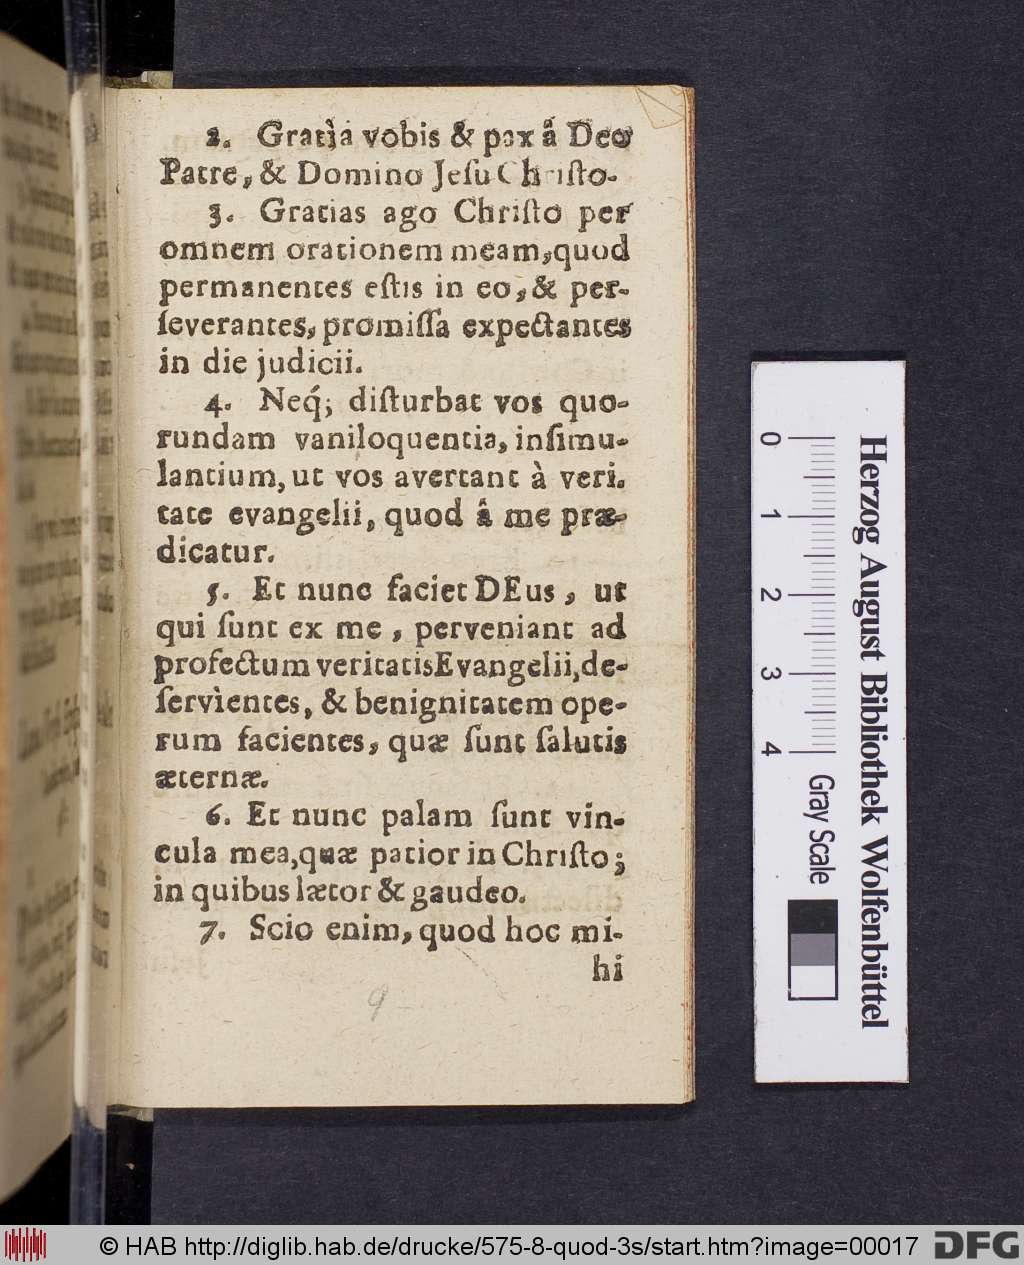 2. Gratia vobis & pax â Deo
Patre, & Domino Jeſu Chriſto.
3. Gratias ago Chriſto per
omnem orationem meam, quod
permanentes eſtis in eo, & per-
ſeverantes, promiſſa expectantes
in die judicii.
4. Neq́; diſturbat vos quo-
rundam vaniloquentia, inſimu-
lantium, ut vos avertant à veri.
tate evangelii, quod â me præ-
dicatur.
5. Et nunc faciet DEus, ut
qui ſunt ex me, perveniant ad
profectum veritatis Evangelii, de-
ſervìentes, & benignitatem ope-
rum facientes, quæ ſunt ſalutis
æternæ.
6. Et nunc palam ſunt vin-
cula mea, quæ patior in Chriſto;
in quibus lætor & gaudeo.
7. Scio enim, quod hoc mi-
hi
9
0 1 2 3 4
Gray Scale
Herzog August Bibliothek Wolfenbüttel
© HAB http://diglib.hab.de/drucke/575-8-quod-3s/start.htm?image=00017
DFG